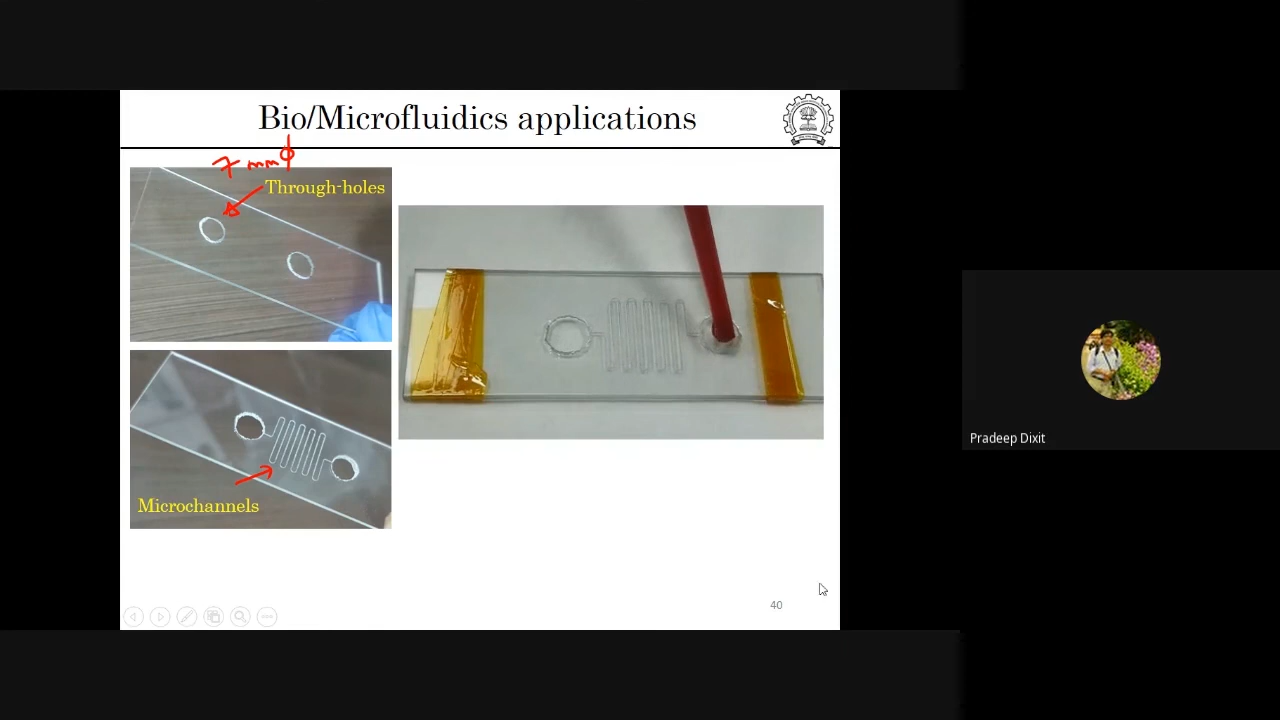 Bio/Microfluidics applications
7 mm ϕ
Through-holes
Microchannels
40
Pradeep Dixit